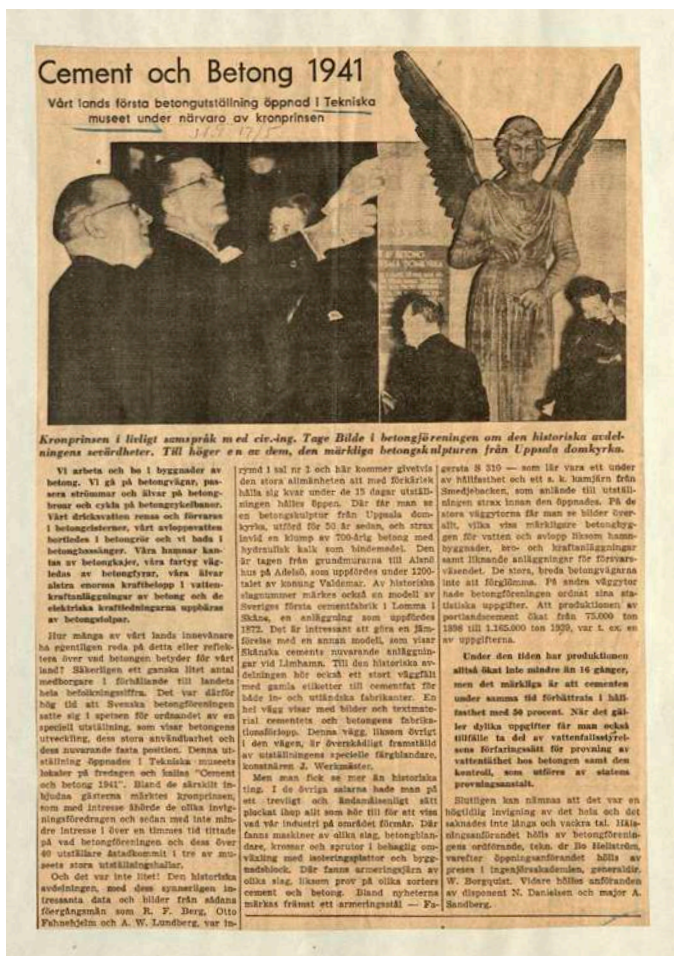 Cement och Betong 1941
Vårt lands första betongutställning öppnad i Tekniska
museet under närvaro av kronprinsen
17/5
Kronprinsen i livligt samspråk med civ.-ing. Tage Bilde i betongföreningen om den historiska avdel-
ningens sevärdheter. Till höger en av dem, den märkliga betongskulpturen från Uppsala domkyrka.
Vi arbeta och bo i byggnader av
betong. Vi gå på betongvägar, pas-
sera strömmar och älvar på betong-
broar och cykla på betongcykelbanor.
Vårt dricksvatten renas och förvaras
i betongcisterner, vårt avloppsvatten
bortledes i betongrör och vi bada i
betongbassänger. Våra hamnar kan-
tas av betongkajer, våra fartyg väg-
ledas av betongfyrar, våra älvar
alstra enorma kraftbelopp i vatten-
kraftanläggningar av betong och de
elektriska kraftledningarna uppbäras
av betongstolpar.
Hur många av vårt lands innevånare
ha egentligen reda på detta eller reflek-
tera över vad betongen betyder för vårt
land? Säkerligen ett ganska litet antal
medborgare i förhållande till landets
hela befolkningssiffra. Det var därför
hög tid att Svenska betongföreningen
satte sig i spetsen för ordnandet av en
speciell utställning, som visar betongens
utveckling, dess stora användbarhet och
dess nuvarande fasta position. Denna ut-
ställning öppnades i Tekniska museets
lokaler på fredagen och kallas "Cement
och betong 1941". Bland de särskilt in-
bjudna gästerna märktes kronprinsen,
som med intresse åhörde de olika invig-
ningsföredragen och sedan med inte min-
dre intresse i över en timmes tid tittade
på vad betongföreningen och dess över
40 utställare åstadkommit i tre av mu-
seets stora utställningshallar.
Och det var inte litet! Den historiska
avdelningen, med dess synnerligen in-
tressanta data och bilder från sådana
föregångsmän som R. F. Berg, Otto
Fahnehjelm och A. W. Lundberg, var in-
rymd i sal nr 1 och här kommer givetvis
den stora allmänheten att med förkärlek
hålla sig kvar under de 15 dagar utställ-
ningen hålles öppen. Där får man se
en betongskulptur från Uppsala dom-
kyrka, utförd för 50 år sedan, och strax
invid en klump av 700-årig betong med
hydraulisk kalk som bindemedel. Den
är tagen från grundmurarna till Alsnö
hus på Adelsö, som uppfördes under 1200-
talet av konung Valdemar. Av historiska
slagnummer märkes också en modell av
Sveriges första cementfabrik i Lomma i
Skåne, en anläggning som uppfördes
1872. Det är intressant att göra en jäm-
förelse med en annan modell, som visar
Skånska cements nuvarande anläggnin-
gar vid Limhamn. Till den historiska av-
delningen hör också ett stort väggfält
med gamla etiketter till cementfat för
både in- och utländska fabrikanter. En
hel vägg visar med bilder och textmate-
rial cementets och betongens fabrika-
tionsförlopp. Denna vägg, liksom övrigt
i den vägen, är överskådligt framställd
av utställningens specielle färgblandare,
konstnären J. Werkmäster.
Men man fick se mer än historiska
ting. I de övriga salarna hade man på
ett trevligt och ändamålsenligt sätt
plockat ihop allt som hör till för att visa
vad vår industri på området förmår. Där
fanns maskiner av olika slag, betongblan-
dare, krossar och sprutor i behaglig om-
växling med isoleringsplattor och bygg-
nadsblock. Där fanns armeringsjärn av
olika slag, liksom prov på olika sorters
cement och betong. Bland nyheterna
märkas främst ett armeringsstål — Fa-
gersta S 310 — som lär vara ett under
av hållfasthet och ett s. k. kamjärn från
Smedjebacken, som anlände till utställ-
ningen strax innan den öppnades. På de
stora väggytorna får man se bilder över-
allt, vilka visa märkligare betongbyg-
gen för vatten och avlopp liksom hamn-
byggnader, bro- och kraftanläggningar
samt liknande anläggningar för försvars-
väsendet. De stora, breda betongvägarna
inte att förglömma. På andra väggytor
hade betongföreningen ordnat sina sta-
tistiska uppgifter. Att produktionen av
portlandcement ökat från 75.000 ton
1896 till 1.165.000 ton 1939, var t. ex. en
av uppgifterna.
Under den tiden har produktionen
alltså ökat inte mindre än 16 gånger,
men det märkliga är att cementen
under samma tid förbättrats i håll-
fasthet med 50 procent. När det gäl-
ler dylika uppgifter får man också
tillfälle ta del av vattenfallsstyrel-
sens förfaringssätt för provning av
vattentäthet hos betongen samt den
kontroll, som utföres av statens
provningsanstalt.
Slutligen kan nämnas att det var en
högtidlig invigning av det hela och det
saknades inte långa och vackra tal. Häls-
ningsanförandet hölls av betongförenin-
gens ordförande, tekn. dr Bo Hellström,
varefter öppningsanförandet hölls av
preses i ingenjörsakademien, generaldir.
W. Borgquist. Vidare höllos anföranden
av disponent N. Danielsen och major A.
Sandberg.